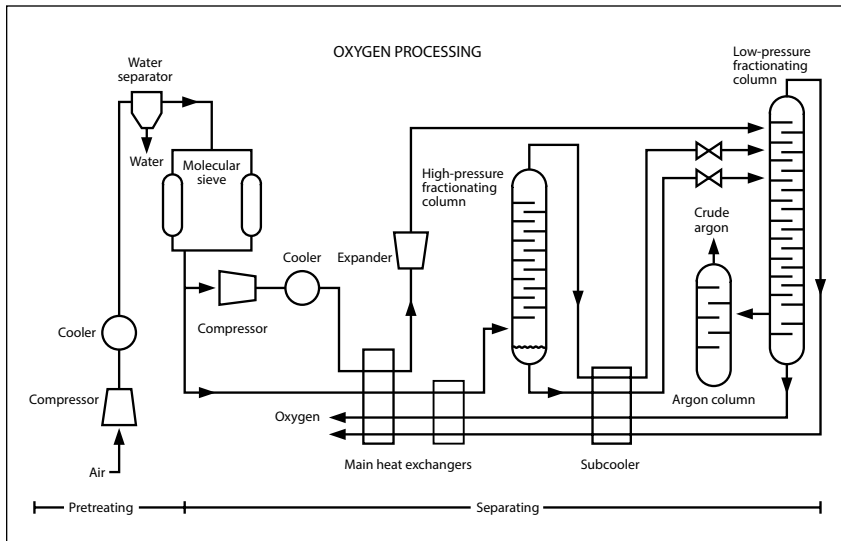 OXYGEN PROCESSING
Low-pressure
fractionating
column
Water
separator
Water
Molecular
sieve
High-pressure
fractionating
column
Crude
argon
Cooler
Expander
Compressor
Cooler
Compressor
Argon column
Oxygen
Air
Main heat exchangers
Subcooler
Pretreating
Separating